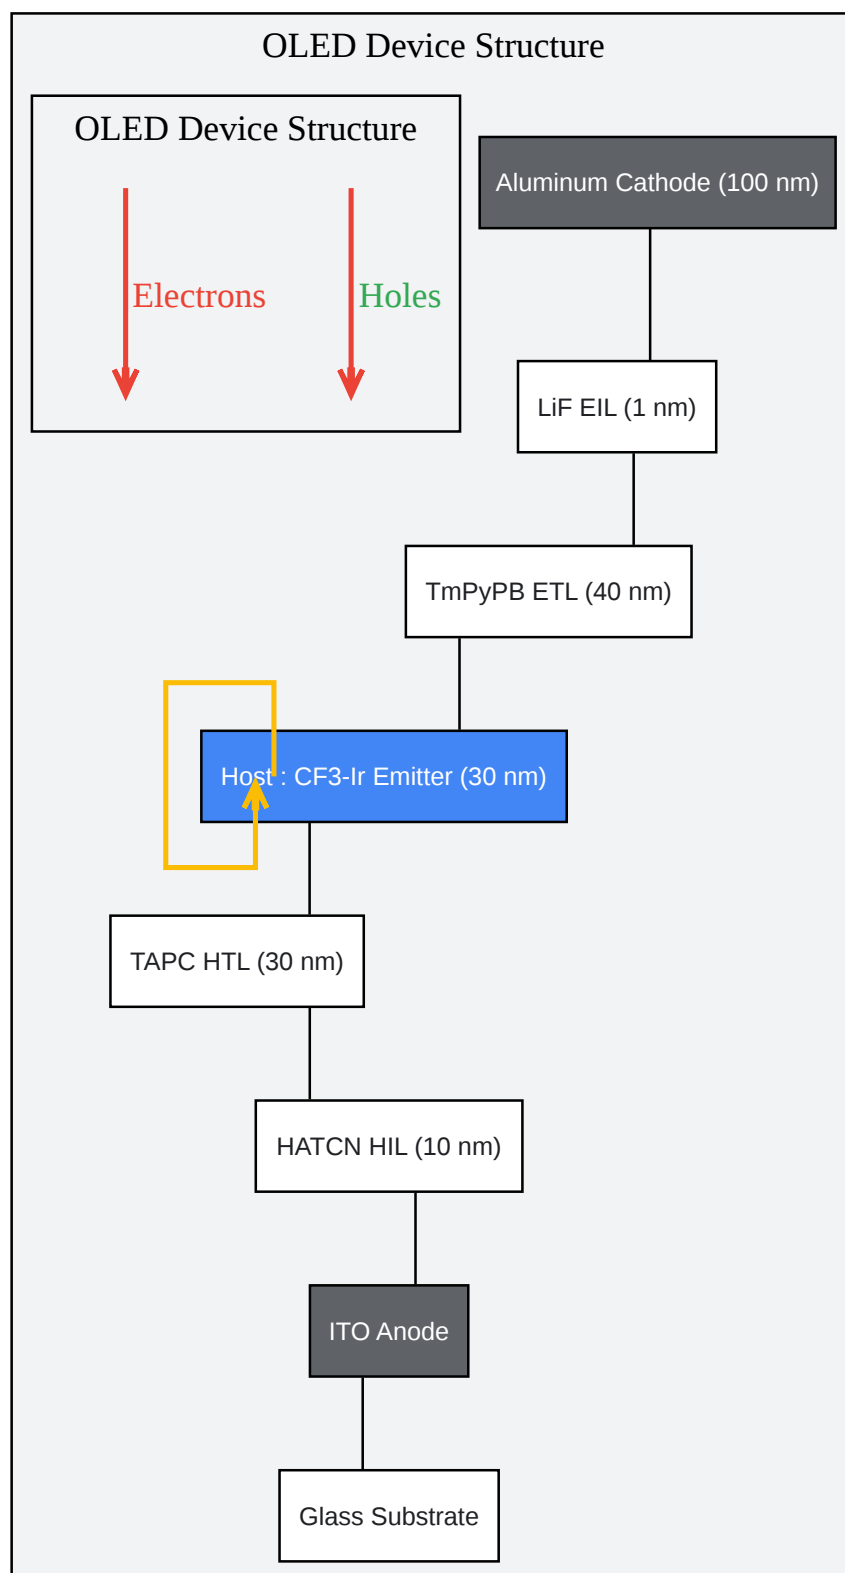 OLED Device Structure
OLED Device Structure
Aluminum Cathode (100 nm)
Electrons
Holes
LiF EIL (1 nm)
TmPyPB ETL (40 nm)
Host : CF3-Ir Emitter (30 nm)
TAPC HTL (30 nm)
HATCN HIL (10 nm)
ITO Anode
Glass Substrate